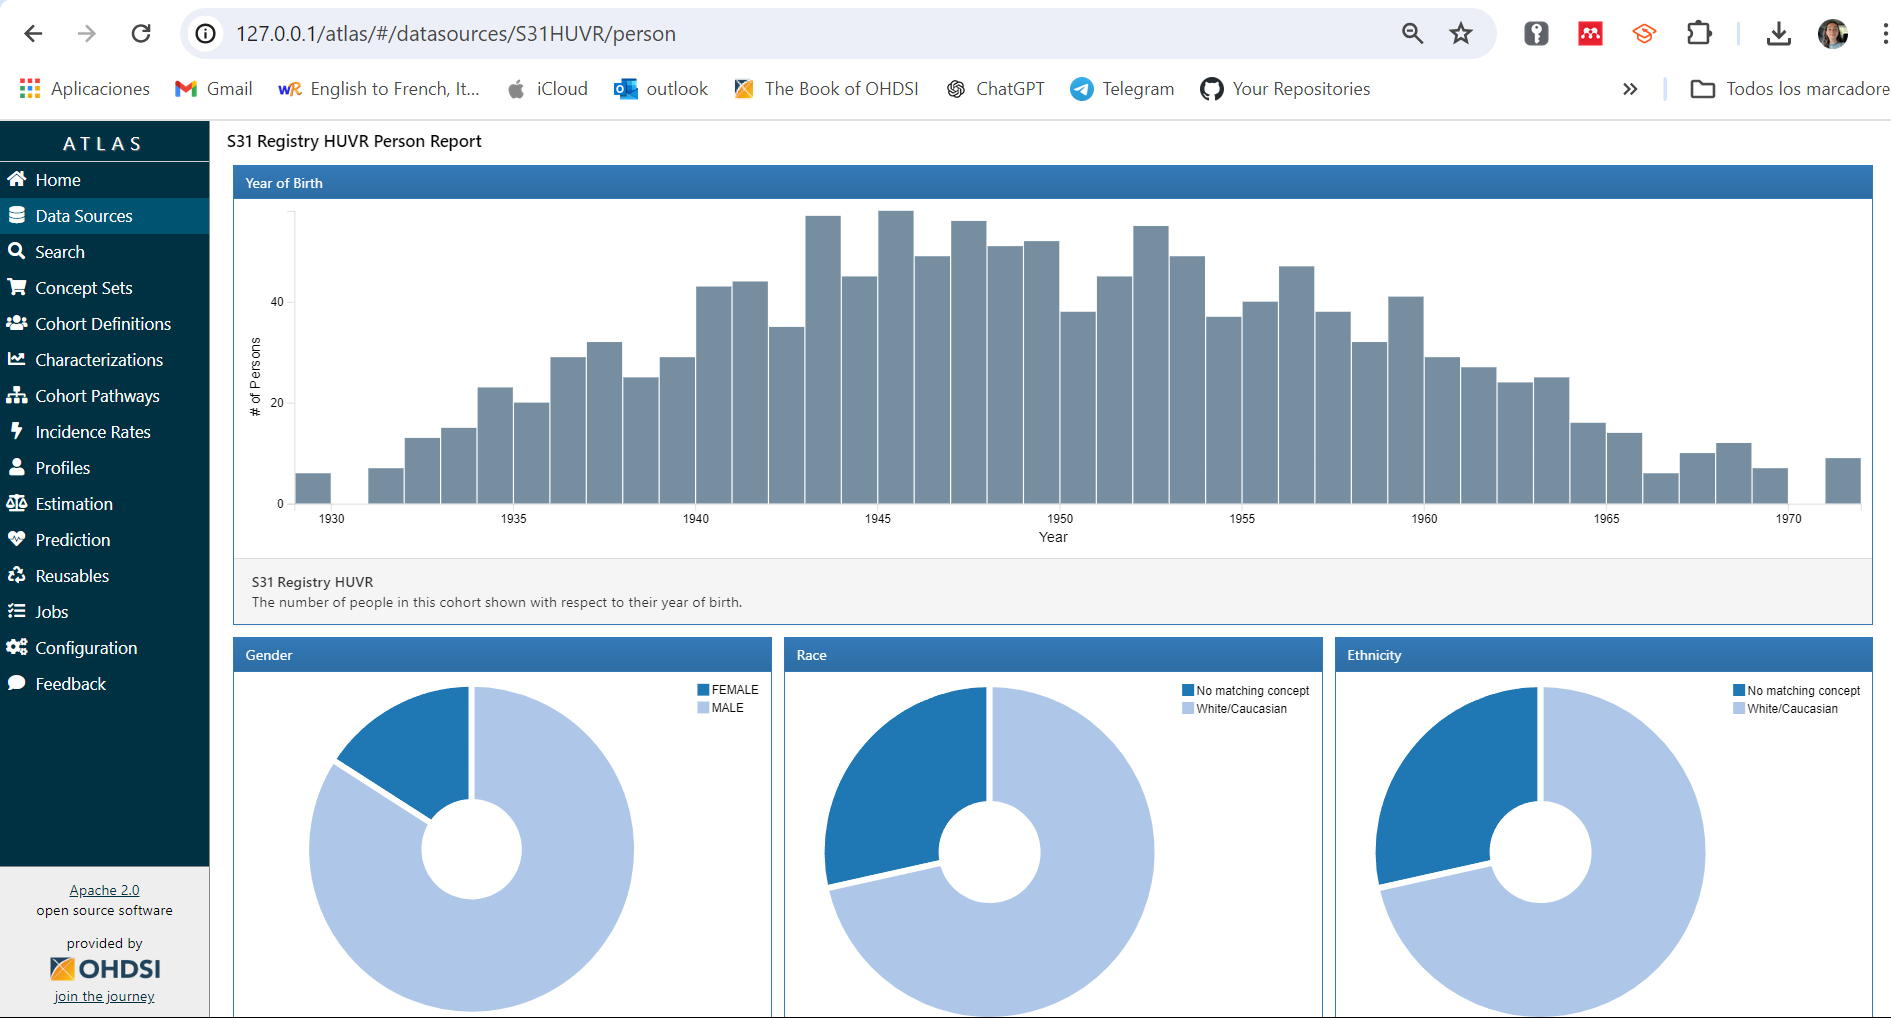 127.0.0.1/atlas/#/datasources/S31HUVR/person
Aplicaciones
Gmail
English to French, It...
iCloud
outlook
The Book of OHDSI
ChatGPT
Telegram
Your Repositories
»
Todos los marcadore
ATLAS
Home
Data Sources
Search
Concept Sets
Cohort Definitions
Characterizations
Cohort Pathways
Incidence Rates
Profiles
Estimation
Prediction
Reusables
Jobs
Configuration
Feedback
Apache 2.0
open source software
provided by
OHDSI
join the journey
S31 Registry HUVR Person Report
Year of Birth
# of Persons
40
20
0
1930 1935 1940 1945 1950 1955 1960 1965 1970
Year
S31 Registry HUVR
The number of people in this cohort shown with respect to their year of birth.
Gender
FEMALE
MALE
Race
No matching concept
White/Caucasian
Ethnicity
No matching concept
White/Caucasian